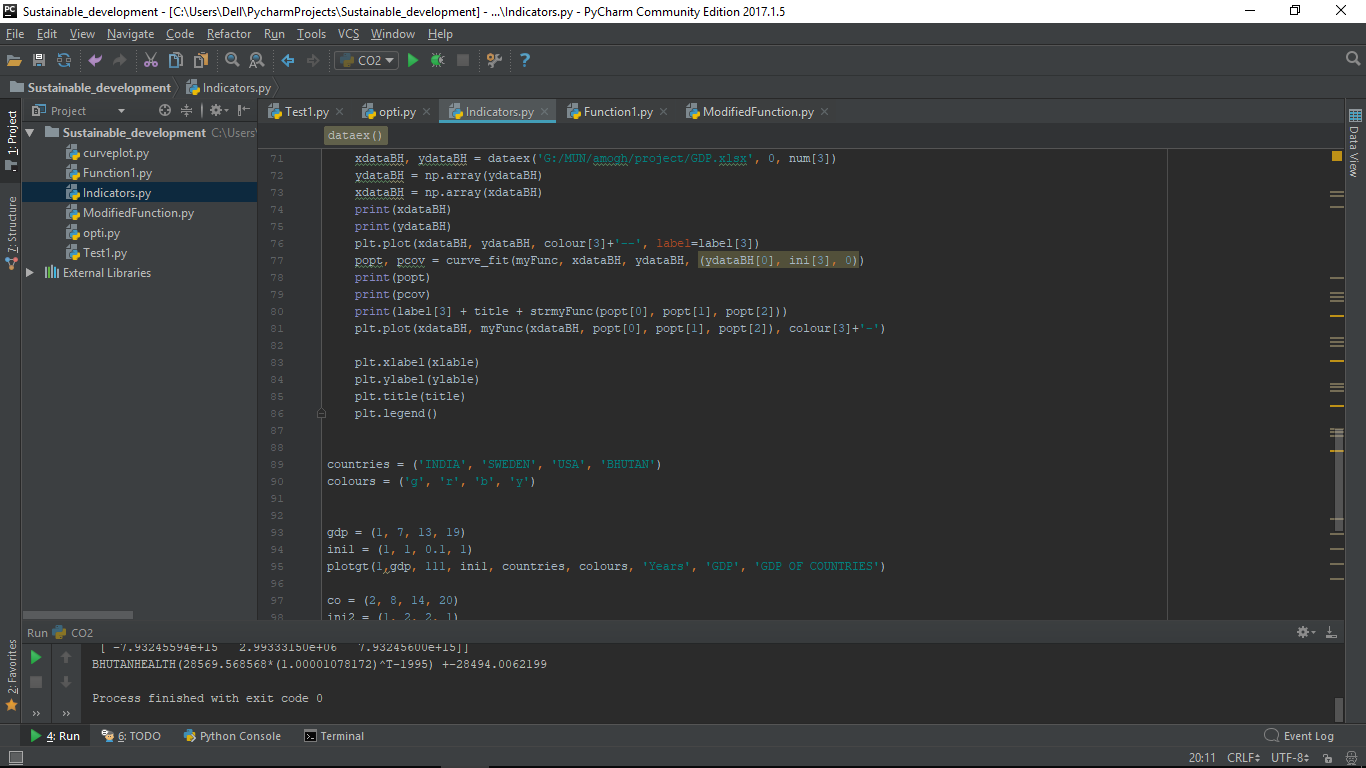 Sustainable_development - [C:\Users\Dell\PycharmProjects\Sustainable_development] - ...\Indicators.py - PyCharm Community Edition 2017.1.5
File Edit View Navigate Code Refactor Run Tools VCS Window Help
CO2
Sustainable_development Indicators.py
Project
Test1.py opti.py Indicators.py Function1.py ModifiedFunction.py
1: Project
7: Structure
2: Favorites
Data View
Sustainable_development C:\Users\
curveplot.py
Function1.py
Indicators.py
ModifiedFunction.py
opti.py
Test1.py
External Libraries
dataex()
71 xdataBH, ydataBH = dataex('G:/MUN/amogh/project/GDP.xlsx', 0, num[3])
72 ydataBH = np.array(ydataBH)
73 xdataBH = np.array(xdataBH)
74 print(xdataBH)
75 print(ydataBH)
76 plt.plot(xdataBH, ydataBH, colour[3]+'--', label=label[3])
77 popt, pcov = curve_fit(myFunc, xdataBH, ydataBH, (ydataBH[0], ini[3], 0))
78 print(popt)
79 print(pcov)
80 print(label[3] + title + strmyFunc(popt[0], popt[1], popt[2]))
81 plt.plot(xdataBH, myFunc(xdataBH, popt[0], popt[1], popt[2]), colour[3]+'-')
82
83 plt.xlabel(xlable)
84 plt.ylabel(ylable)
85 plt.title(title)
86 plt.legend()
87
88
89 countries = ('INDIA', 'SWEDEN', 'USA', 'BHUTAN')
90 colours = ('g', 'r', 'b', 'y')
91
92
93 gdp = (1, 7, 13, 19)
94 ini1 = (1, 1, 0.1, 1)
95 plotgt(1,gdp, 111, ini1, countries, colours, 'Years', 'GDP', 'GDP OF COUNTRIES')
96
97 co = (2, 8, 14, 20)
98 ini2 = (1, 2, 2, 1)
Run CO2
[ -7.93245594e+15 2.99333150e+06 7.93245600e+15]]
BHUTANHEALTH(28569.568568*(1.00001078172)^T-1995) +-28494.0062199
Process finished with exit code 0
4: Run 6: TODO Python Console Terminal Event Log
20:11 CRLF UTF-8